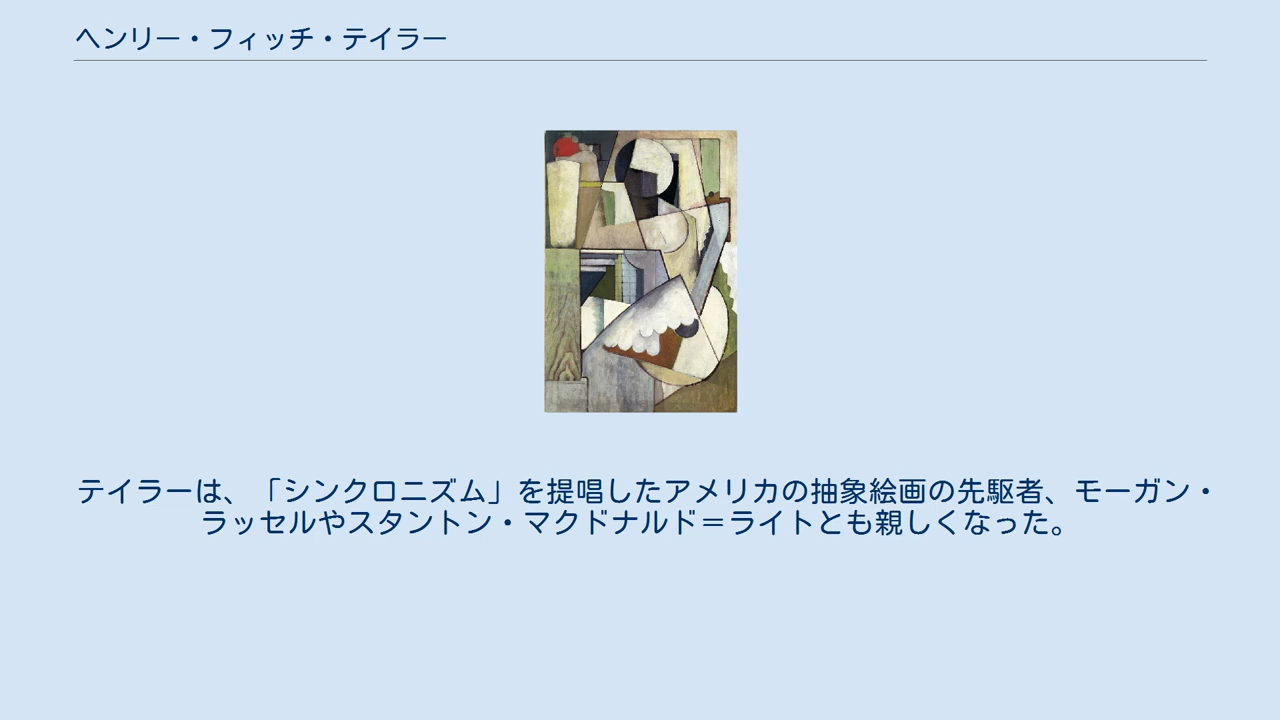 ヘンリー・フィッチ・テイラー
テイラーは、「シンクロニズム」を提唱したアメリカの抽象絵画の先駆者、モーガン・
ラッセルやスタントン・マクドナルド＝ライトとも親しくなった。